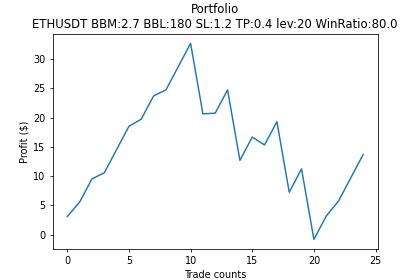 Portfolio
ETHUSDT BBM:2.7 BBL:180 SL:1.2 TP:0.4 lev:20 WinRatio:80.0
30
25
20
15
10
5
0
Profit ($)
0 5 10 15 20 25
Trade counts